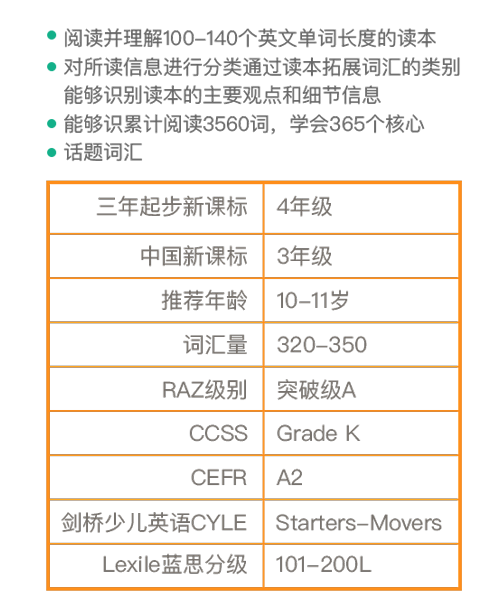 阅读并理解100-140个英文单词长度的读本
对所读信息进行分类通过读本拓展词汇的类别
能够识别读本的主要观点和细节信息
能够识累计阅读3560词，学会365个核心
话题词汇
三年起步新课标 4年级
中国新课标 3年级
推荐年龄 10-11岁
词汇量 320-350
RAZ级别 突破级A
CCSS Grade K
CEFR A2
剑桥少儿英语CYLE Starters-Movers
Lexile蓝思分级 101-200L